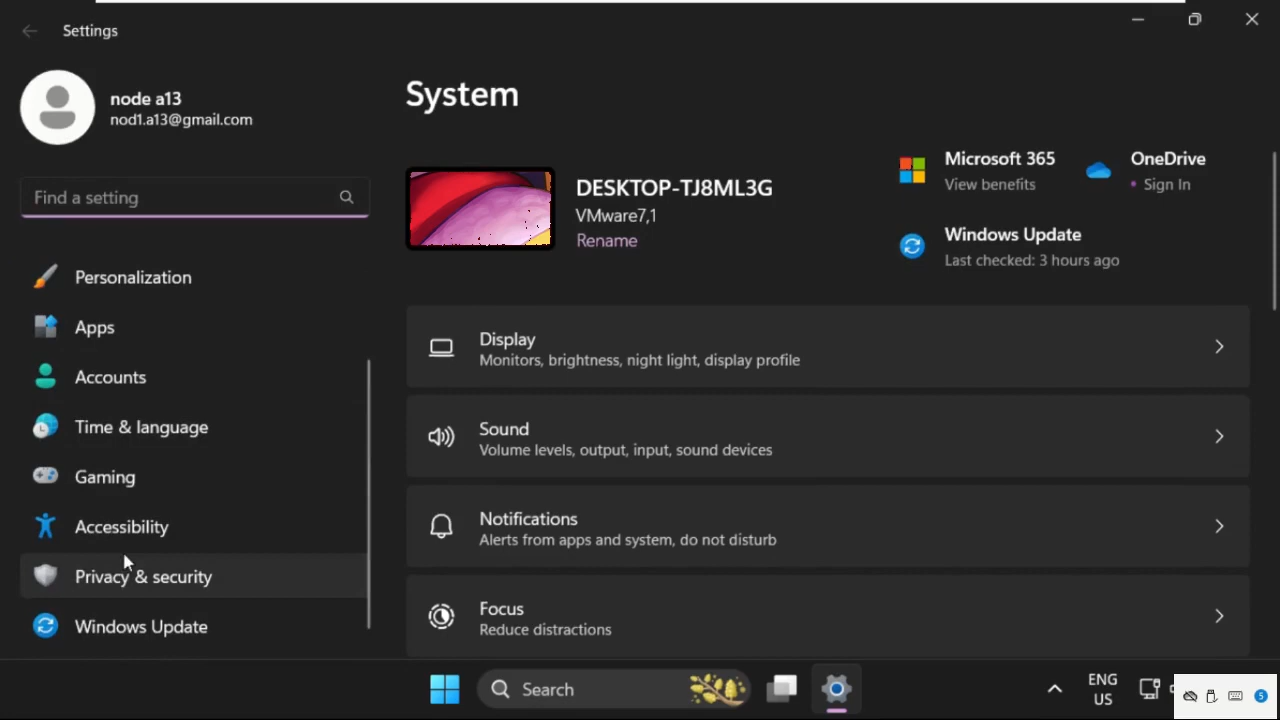 Settings
node a13
nod1.a13@gmail.com
Find a setting
Personalization
Apps
Accounts
Time & language
Gaming
Accessibility
Privacy & security
Windows Update
System
DESKTOP-TJ8ML3G
VMware7,1
Rename
Microsoft 365
View benefits
OneDrive
• Sign In
Windows Update
Last checked: 3 hours ago
Display
Monitors, brightness, night light, display profile
Sound
Volume levels, output, input, sound devices
Notifications
Alerts from apps and system, do not disturb
Focus
Reduce distractions
Search
ENG
US
5